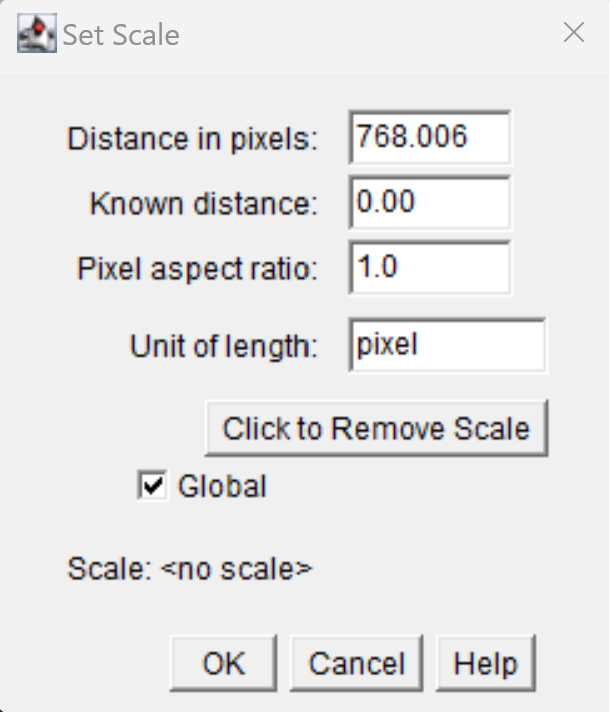 Set Scale
Distance in pixels: 768.006
Known distance: 0.00
Pixel aspect ratio: 1.0
Unit of length: pixel
Click to Remove Scale
Global
Scale: <no scale>
OK Cancel Help